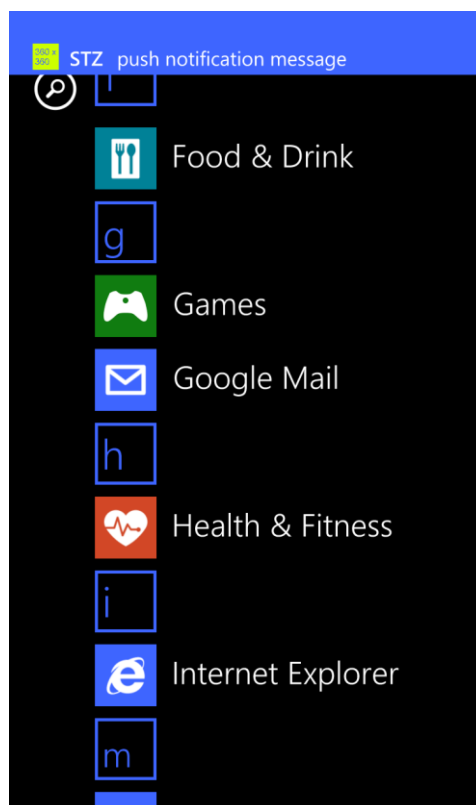 360 x
360
STZ push notification message
f
Food & Drink
g
Games
Google Mail
h
Health & Fitness
i
Internet Explorer
m